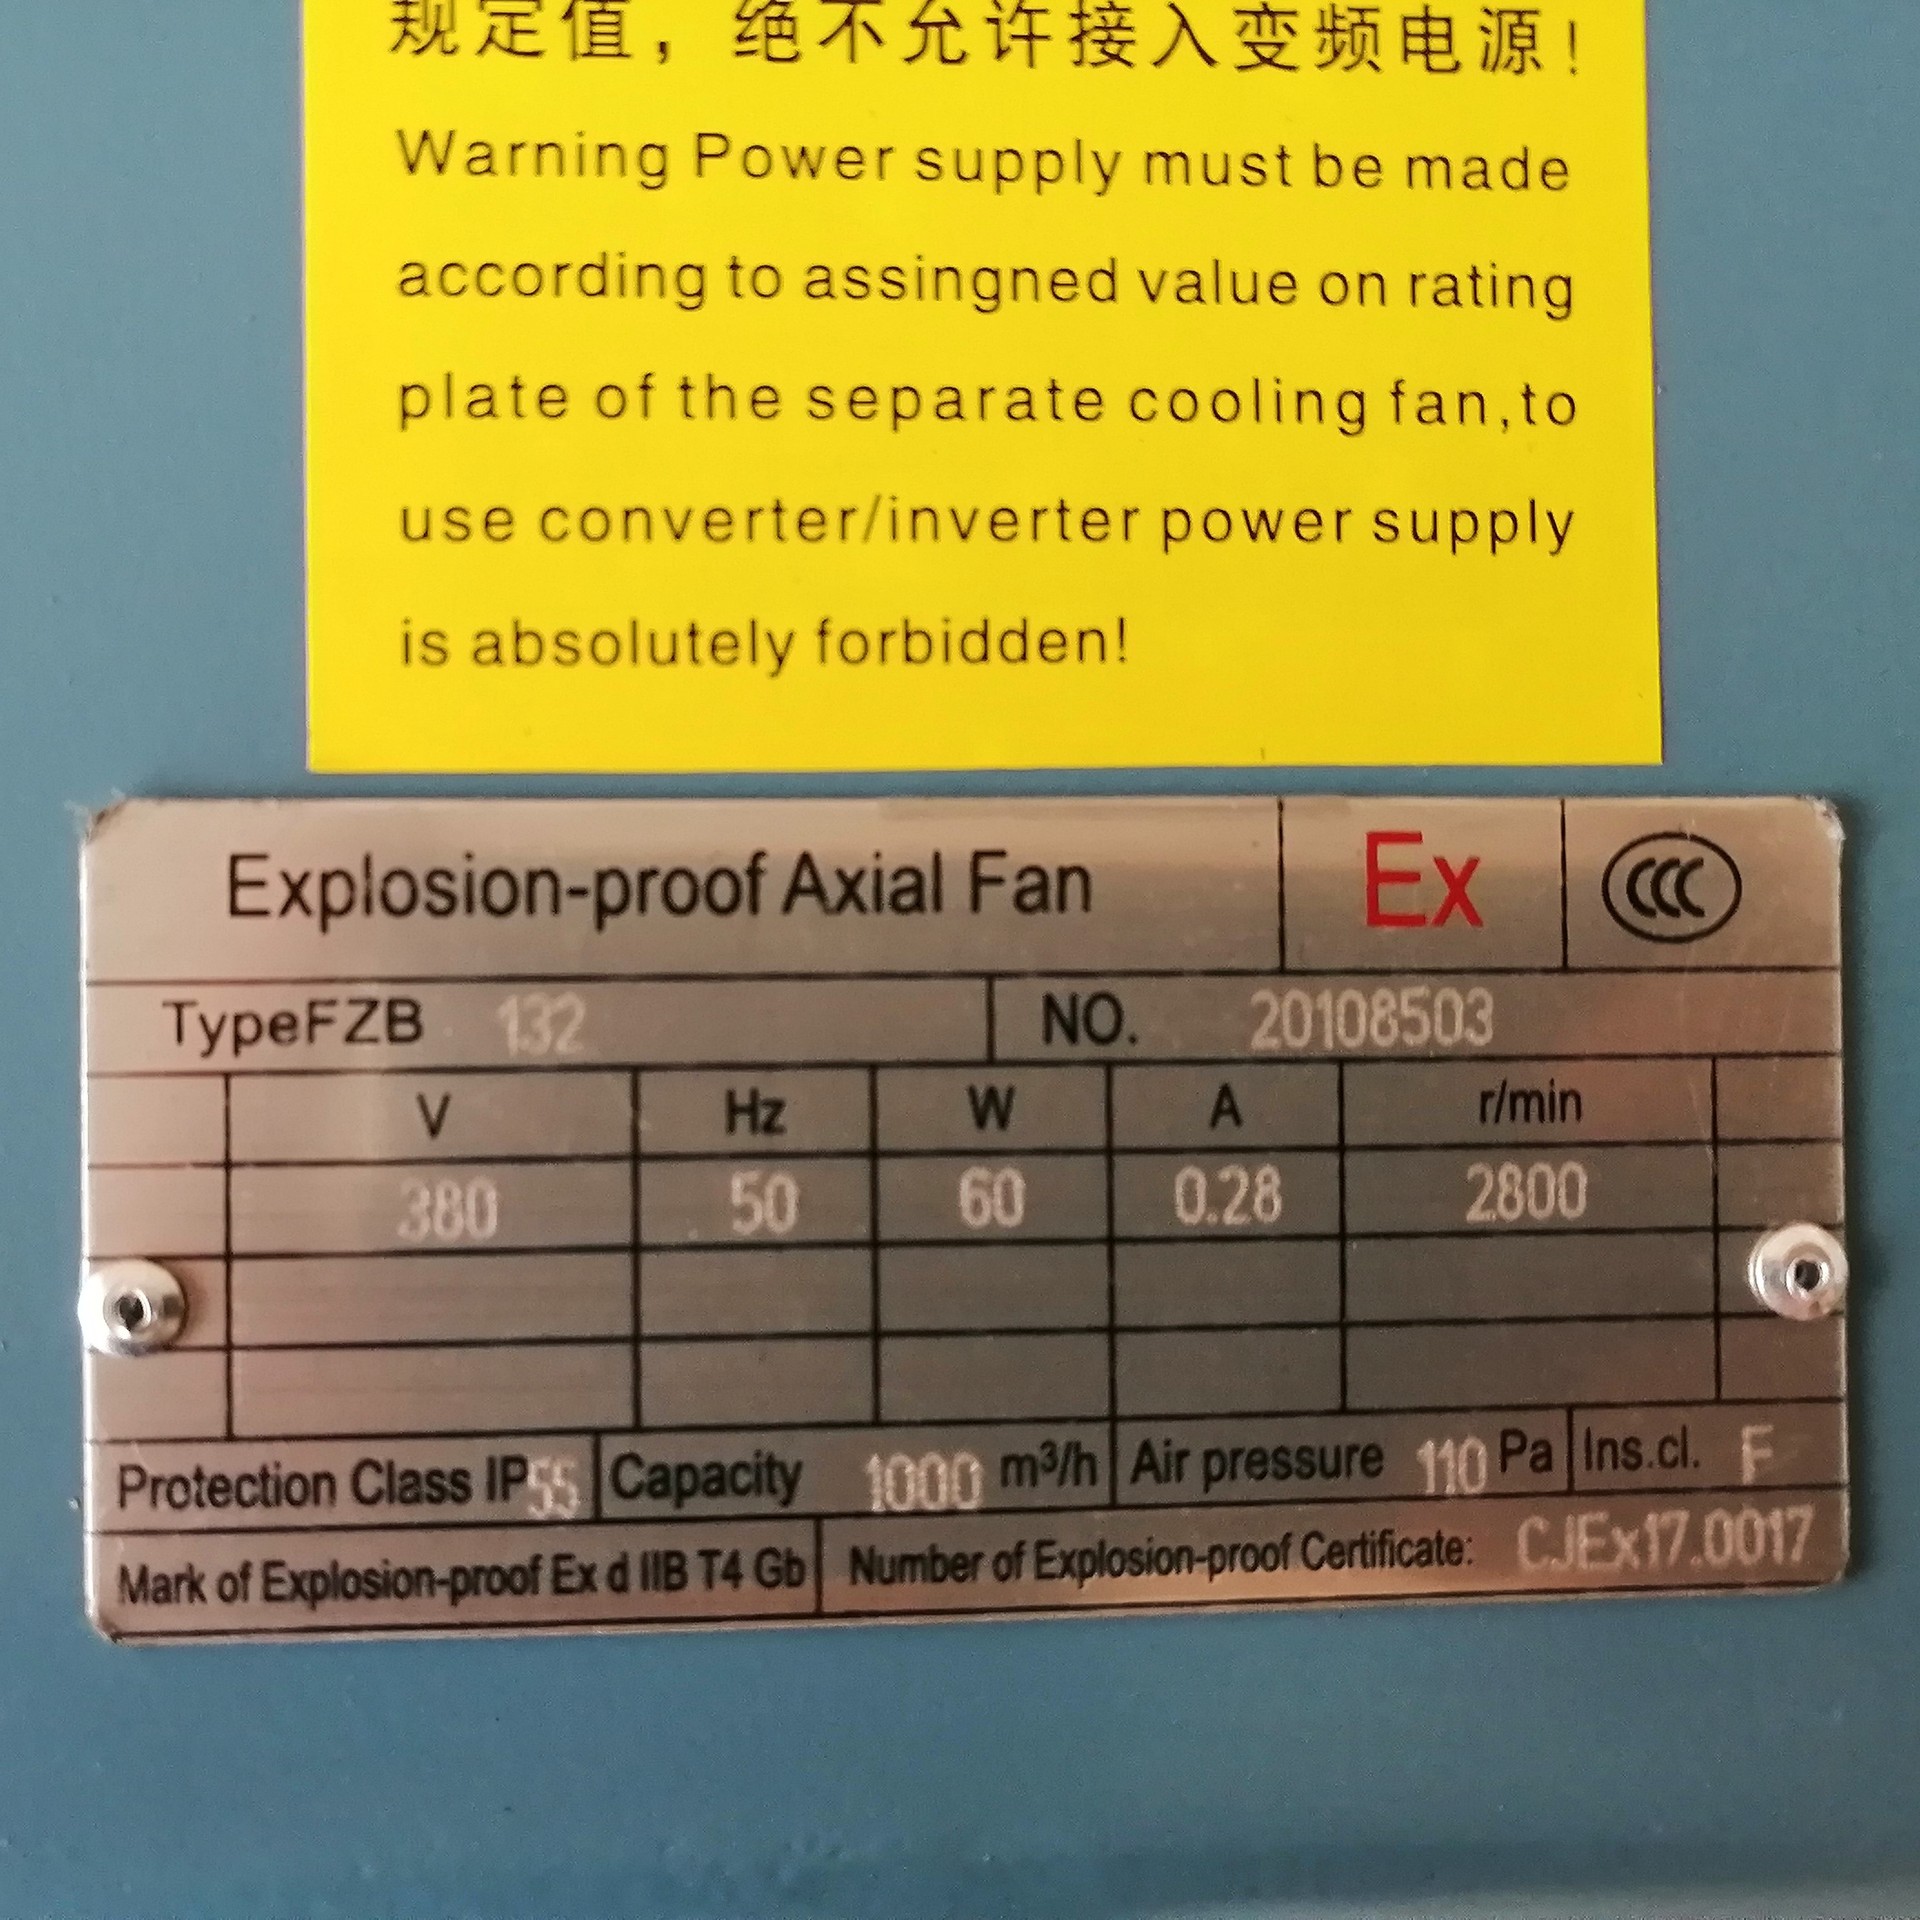 规定值，绝不允许接入变频电源！
Warning Power supply must be made
according to assingned value on rating
plate of the separate cooling fan,to
use converter/inverter power supply
is absolutely forbidden!
Explosion-proof Axial Fan Ex CCC
TypeFZB 132 NO. 20108503
V Hz W A r/min
380 50 60 0.28 2800
Protection Class IP55 Capacity 1000 m³/h Air pressure 110 Pa Ins.cl. F
Mark of Explosion-proof Ex d IIB T4 Gb Number of Explosion-proof Certificate: CJEx17.0017